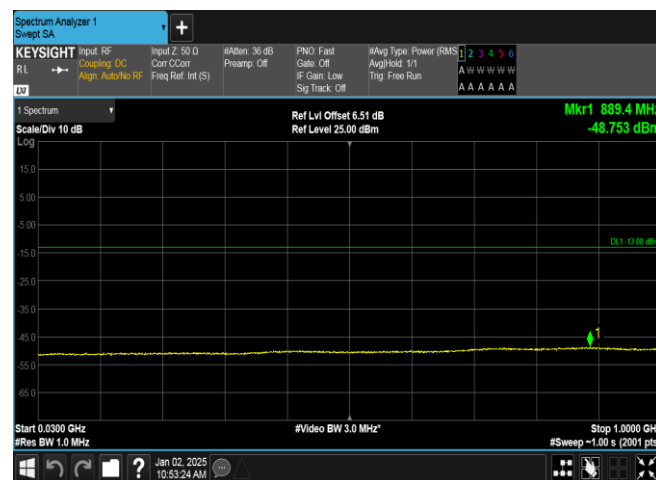 Spectrum Analyzer 1
Swept SA
+
KEYSIGHT
RL
LXI
Input: RF
Coupling: DC
Align: Auto/No RF
Input Z: 50 Ω
Corr CCorr
Freq Ref: Int (S)
#Atten: 36 dB
Preamp: Off
PNO: Fast
Gate: Off
IF Gain: Low
Sig Track: Off
#Avg Type: Power (RMS
Avg|Hold: 1/1
Trig: Free Run
1 2 3 4 5 6
A W W W W W
A A A A A A
1 Spectrum
Scale/Div 10 dB
Ref Lvl Offset 6.51 dB
Ref Level 25.00 dBm
Mkr1 889.4 MHz
-48.753 dBm
Log
15.0
5.00
-5.00
-15.0
-25.0
-35.0
-45.0
-55.0
-65.0
DL1 -13.00 dBm
1
Start 0.0300 GHz
#Res BW 1.0 MHz
#Video BW 3.0 MHz*
Stop 1.0000 GH
#Sweep ~1.00 s (2001 pts
?
Jan 02, 2025
10:53:24 AM